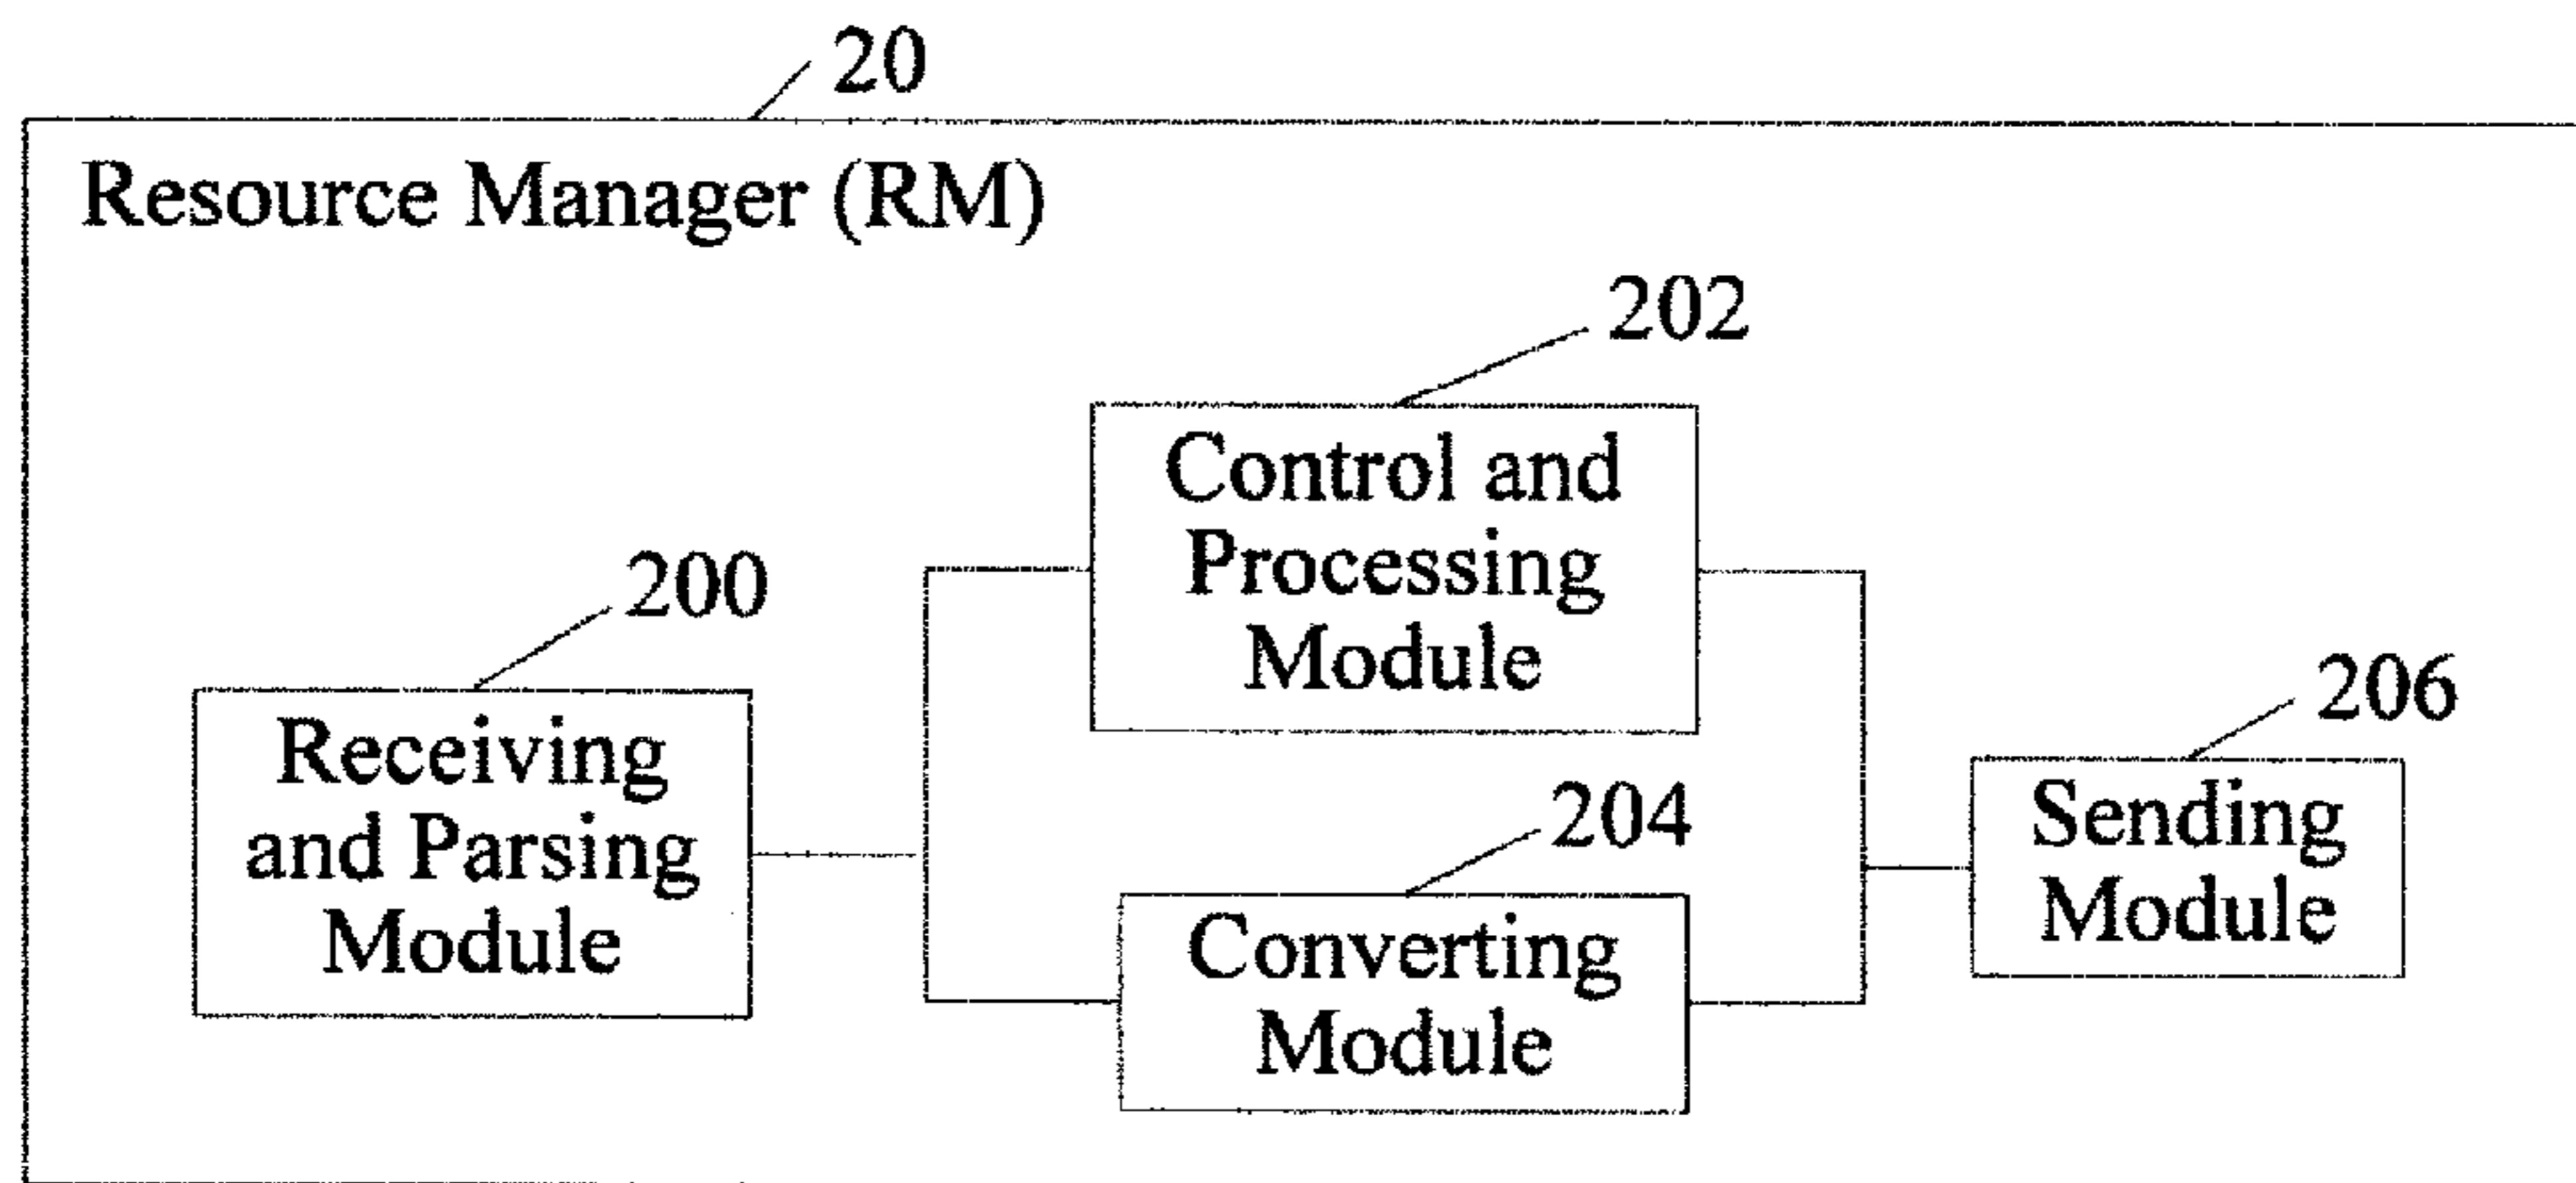 20
Resource Manager (RM)
202
Control and
Processing
Module
200
Receiving
and Parsing
Module
204
Converting
Module
206
Sending
Module